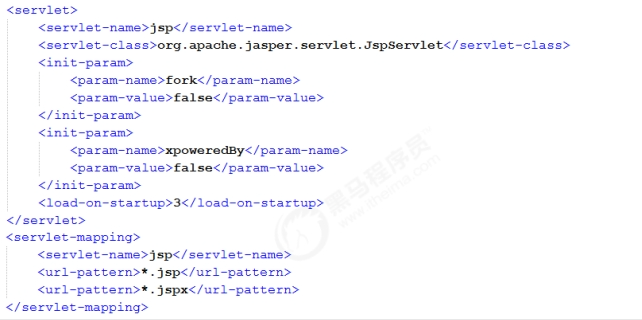 <servlet>
    <servlet-name>jsp</servlet-name>
    <servlet-class>org.apache.jasper.servlet.JspServlet</servlet-class>
    <init-param>
        <param-name>fork</param-name>
        <param-value>false</param-value>
    </init-param>
    <init-param>
        <param-name>xpoweredBy</param-name>
        <param-value>false</param-value>
    </init-param>
    <load-on-startup>3</load-on-startup>
</servlet>
<servlet-mapping>
    <servlet-name>jsp</servlet-name>
    <url-pattern>*.jsp</url-pattern>
    <url-pattern>*.jspx</url-pattern>
</servlet-mapping>
黑马程序员
www.itheima.com